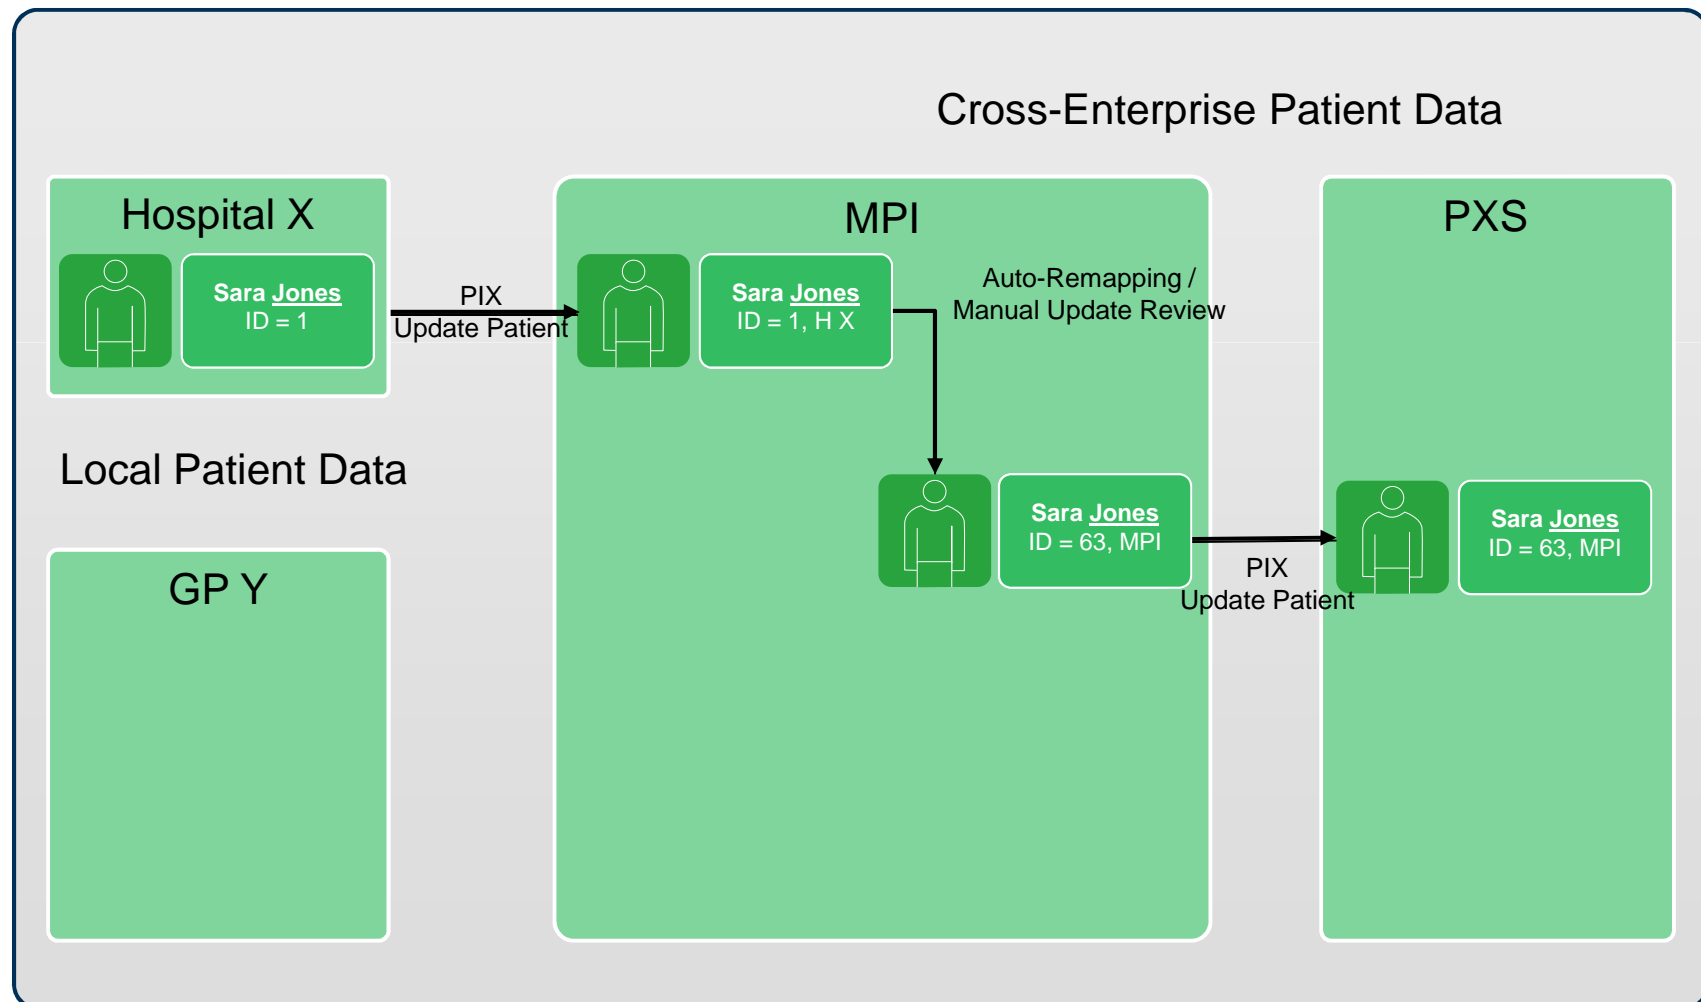 Cross-Enterprise Patient Data
Hospital X
Sara Jones
ID = 1
PIX
Update Patient
MPI
Sara Jones
ID = 1, H X
Auto-Remapping /
Manual Update Review
Sara Jones
ID = 63, MPI
PIX
Update Patient
PXS
Sara Jones
ID = 63, MPI
Local Patient Data
GP Y